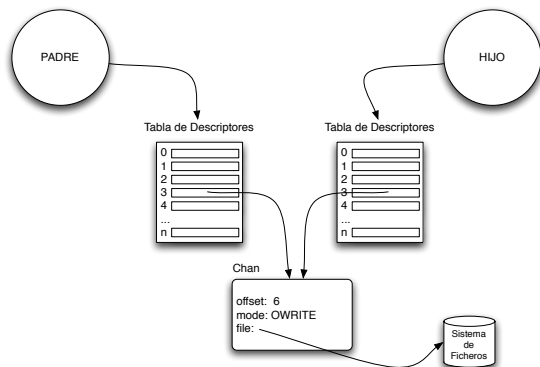 PADRE
HIJO
Tabla de Descriptores
Tabla de Descriptores
0
1
2
3
4
...
n
0
1
2
3
4
...
n
Chan
offset: 6
mode: OWRITE
file:
Sistema
de
Ficheros